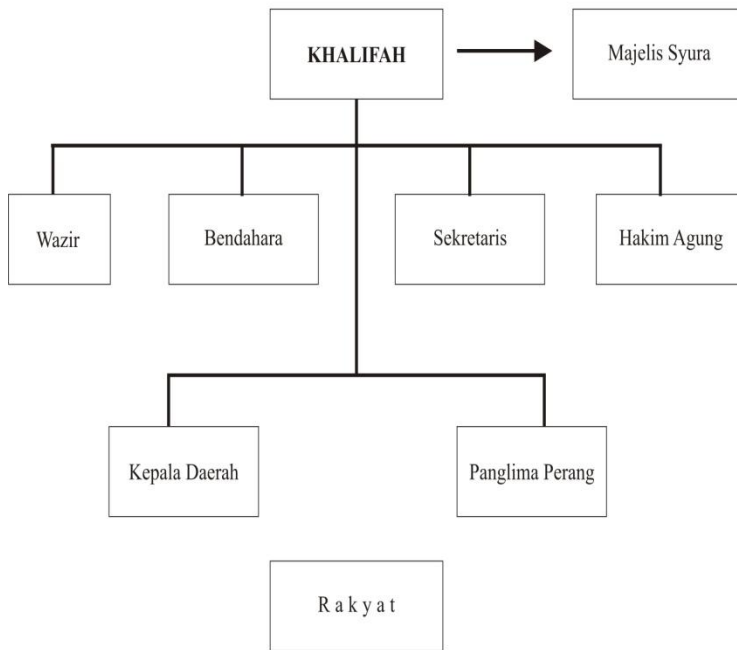 KHALIFAH
Majelis Syura
Wazir
Bendahara
Sekretaris
Hakim Agung
Kepala Daerah
Panglima Perang
R a k y a t